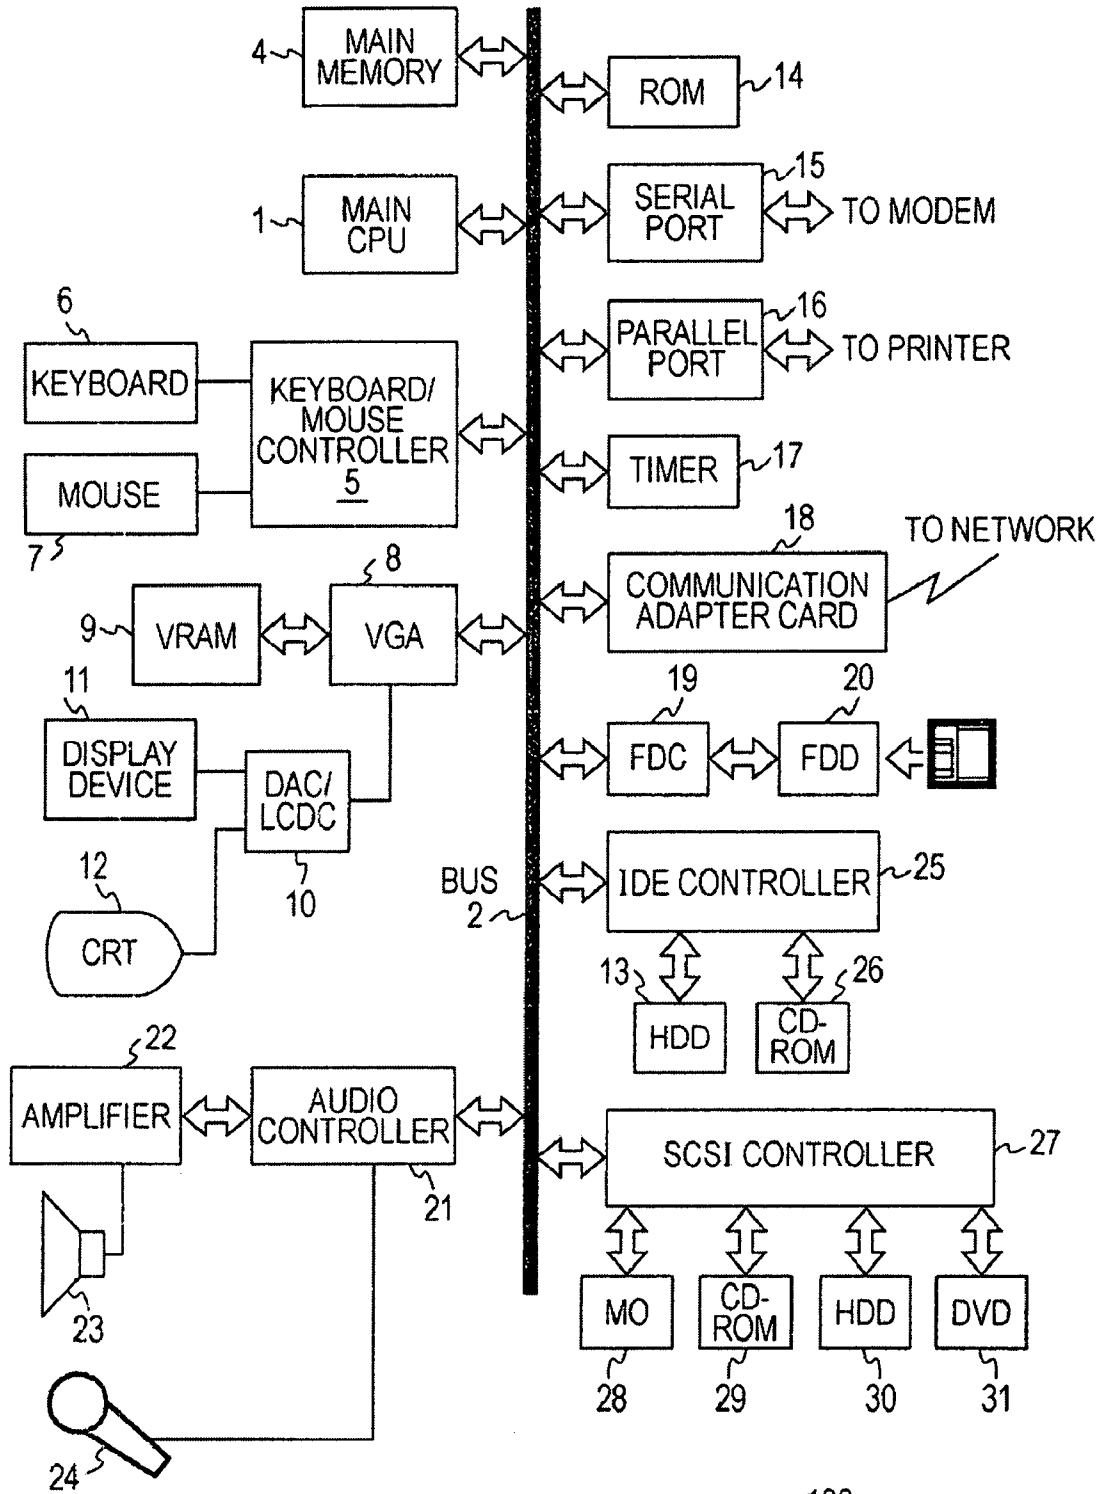 4
MAIN
MEMORY
ROM
14
1
MAIN
CPU
SERIAL
PORT
15
TO MODEM
6
KEYBOARD
KEYBOARD/
MOUSE
CONTROLLER
5
MOUSE
7
PARALLEL
PORT
16
TO PRINTER
TIMER
17
8
9
VRAM
VGA
18
COMMUNICATION
ADAPTER CARD
TO NETWORK
11
DISPLAY
DEVICE
DAC/
LCDC
10
19
FDC
20
FDD
12
CRT
BUS
2
IDE CONTROLLER
25
13
HDD
26
CD-
ROM
22
AMPLIFIER
AUDIO
CONTROLLER
21
SCSI CONTROLLER
27
23
MO
28
CD-
ROM
29
HDD
30
DVD
31
24